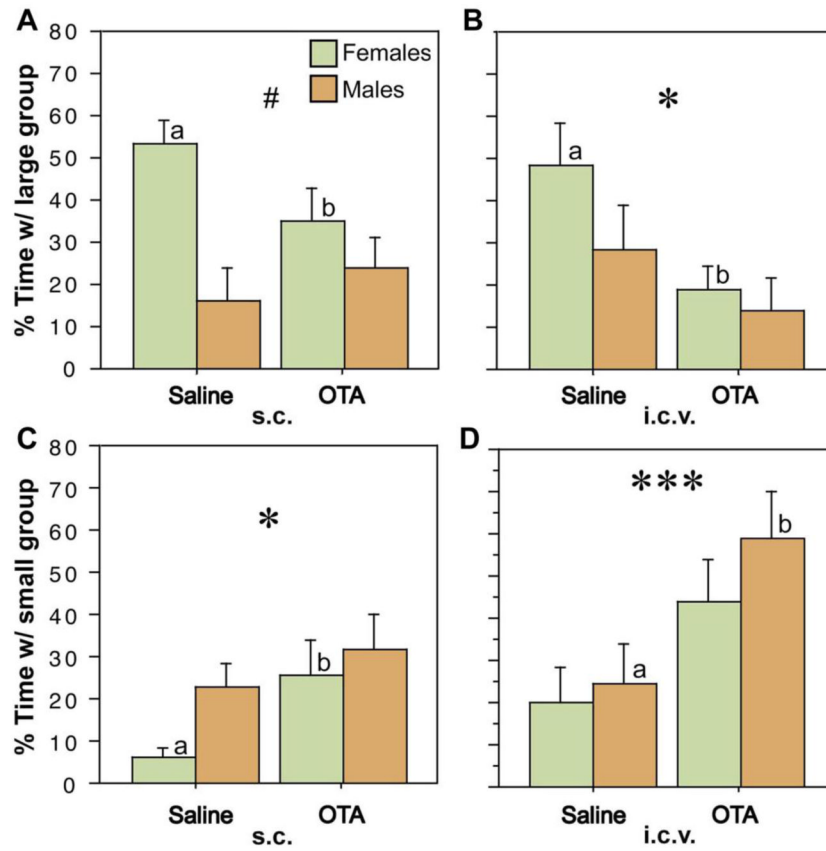 A
80
70
60
50
40
30
20
10
0
% Time w/ large group
Females
Males
#
a
b
Saline OTA
s.c.
B
*
a
b
Saline OTA
i.c.v.
C
80
70
60
50
40
30
20
10
0
% Time w/ small group
*
a
b
Saline OTA
s.c.
D
***
a
b
Saline OTA
i.c.v.